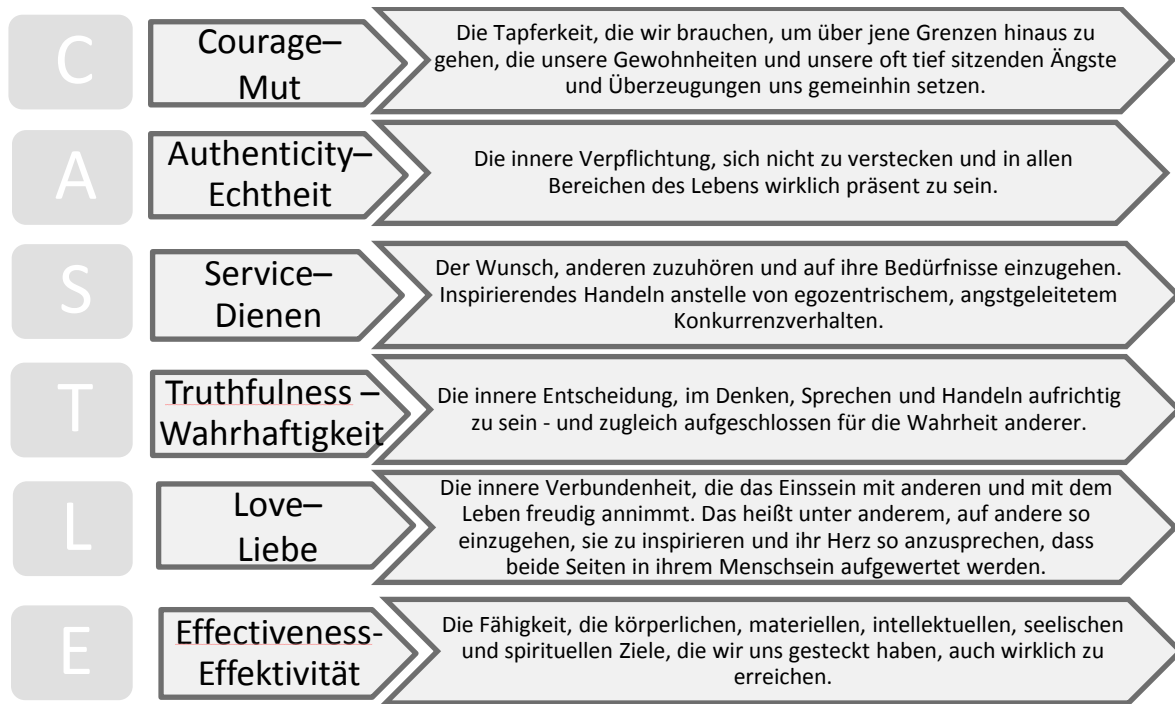 C
Courage–
Mut
Die Tapferkeit, die wir brauchen, um über jene Grenzen hinaus zu
gehen, die unsere Gewohnheiten und unsere oft tief sitzenden Ängste
und Überzeugungen uns gemeinhin setzen.
A
Authenticity–
Echtheit
Die innere Verpflichtung, sich nicht zu verstecken und in allen
Bereichen des Lebens wirklich präsent zu sein.
S
Service–
Dienen
Der Wunsch, anderen zuzuhören und auf ihre Bedürfnisse einzugehen.
Inspirierendes Handeln anstelle von egozentrischem, angstgeleitetem
Konkurrenzverhalten.
T
Truthfulness –
Wahrhaftigkeit
Die innere Entscheidung, im Denken, Sprechen und Handeln aufrichtig
zu sein - und zugleich aufgeschlossen für die Wahrheit anderer.
L
Love–
Liebe
Die innere Verbundenheit, die das Einssein mit anderen und mit dem
Leben freudig annimmt. Das heißt unter anderem, auf andere so
einzugehen, sie zu inspirieren und ihr Herz so anzusprechen, dass
beide Seiten in ihrem Menschsein aufgewertet werden.
E
Effectiveness-
Effektivität
Die Fähigkeit, die körperlichen, materiellen, intellektuellen, seelischen
und spirituellen Ziele, die wir uns gesteckt haben, auch wirklich zu
erreichen.